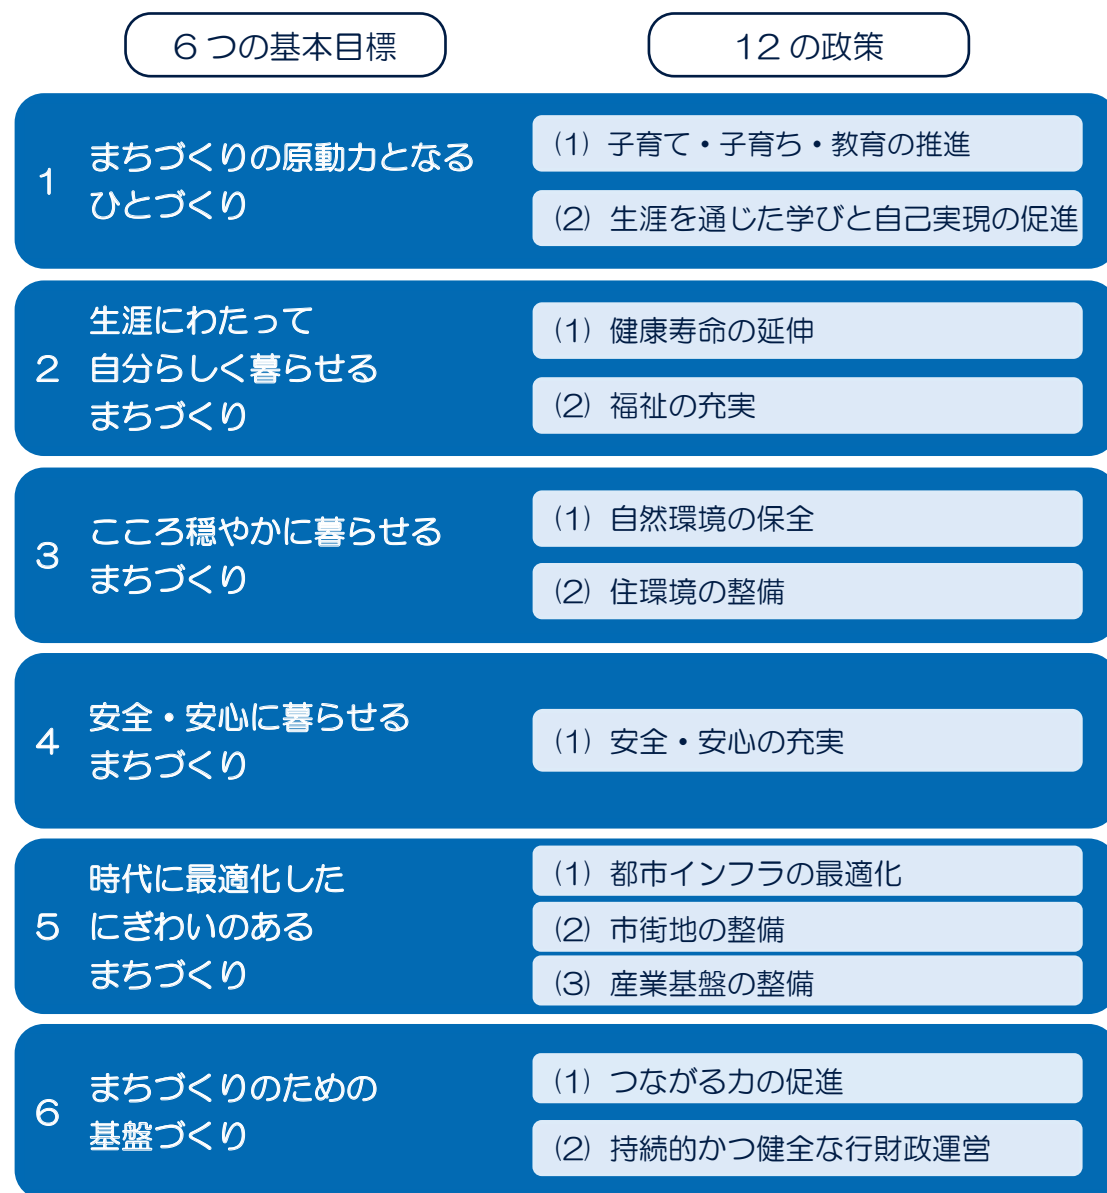 6つの基本目標
12の政策
1
まちづくりの原動力となる
ひとづくり
(1) 子育て・子育ち・教育の推進
(2) 生涯を通じた学びと自己実現の促進
2
生涯にわたって
自分らしく暮らせる
まちづくり
(1) 健康寿命の延伸
(2) 福祉の充実
3
こころ穏やかに暮らせる
まちづくり
(1) 自然環境の保全
(2) 住環境の整備
4
安全・安心に暮らせる
まちづくり
(1) 安全・安心の充実
5
時代に最適化した
にぎわいのある
まちづくり
(1) 都市インフラの最適化
(2) 市街地の整備
(3) 産業基盤の整備
6
まちづくりのための
基盤づくり
(1) つながる力の促進
(2) 持続的かつ健全な行財政運営